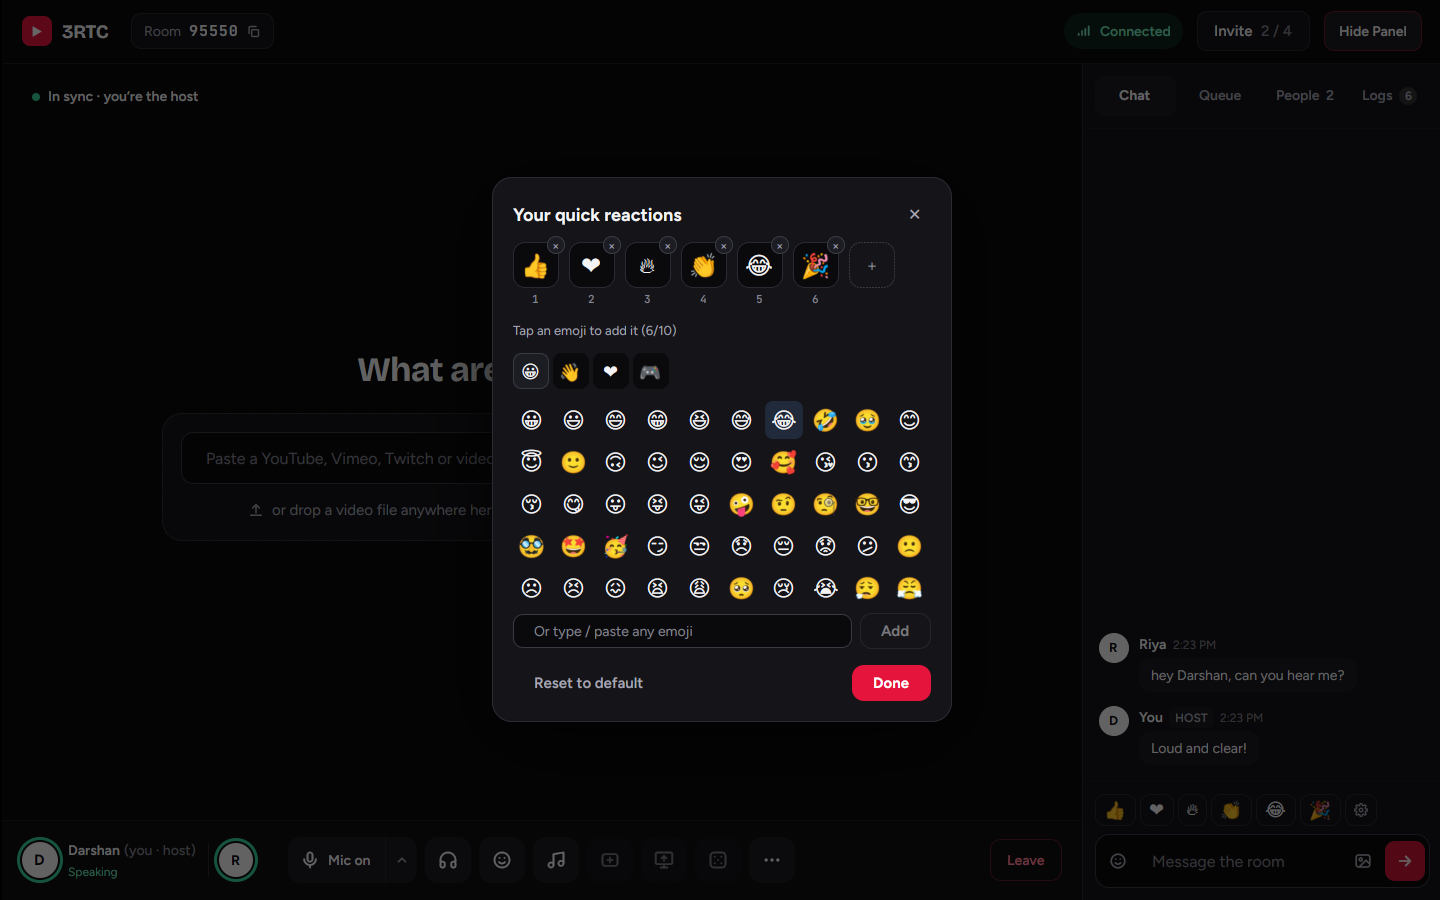 3RTC
Room 95550
Connected
Invite 2 / 4
Hide Panel
In sync · you're the host
Chat
Queue
People 2
Logs 6
Your quick reactions
1
2
3
4
5
6
Tap an emoji to add it (6/10)
What are
Paste a YouTube, Vimeo, Twitch or video
or drop a video file anywhere her
Or type / paste any emoji
Add
Reset to default
Done
Riya 2:23 PM
R
hey Darshan, can you hear me?
You HOST 2:23 PM
D
Loud and clear!
D
Darshan (you · host)
Speaking
R
Mic on
Leave
Message the room